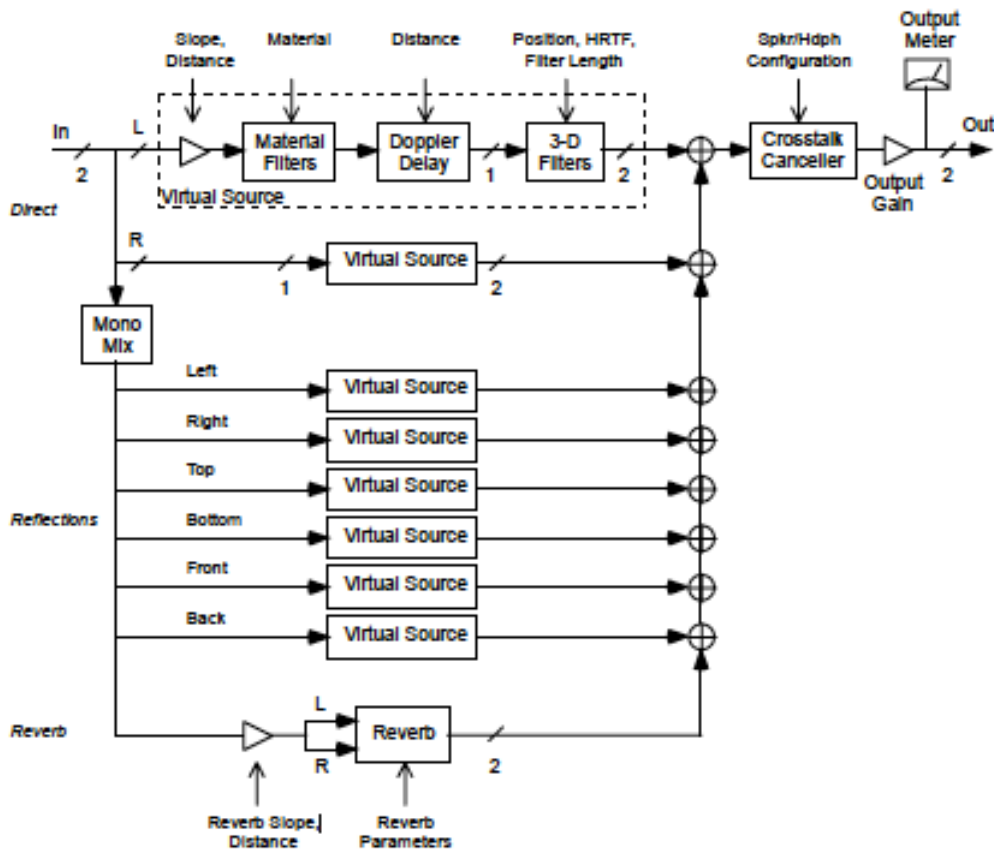 Slope,
Distance
Material
Distance
Position, HRTF,
Filter Length
Spkr/Hdph
Configuration
Output
Meter
In
2
L
Material
Filters
Doppler
Delay
1
3-D
Filters
2
Crosstalk
Canceller
Out
2
Virtual Source
Output
Gain
Direct
R
1
Virtual Source
2
Mono
Mix
Left
Virtual Source
Right
Virtual Source
Top
Virtual Source
Reflections
Bottom
Virtual Source
Front
Virtual Source
Back
Virtual Source
Reverb
L
R
Reverb
2
Reverb Slope,
Distance
Reverb
Parameters